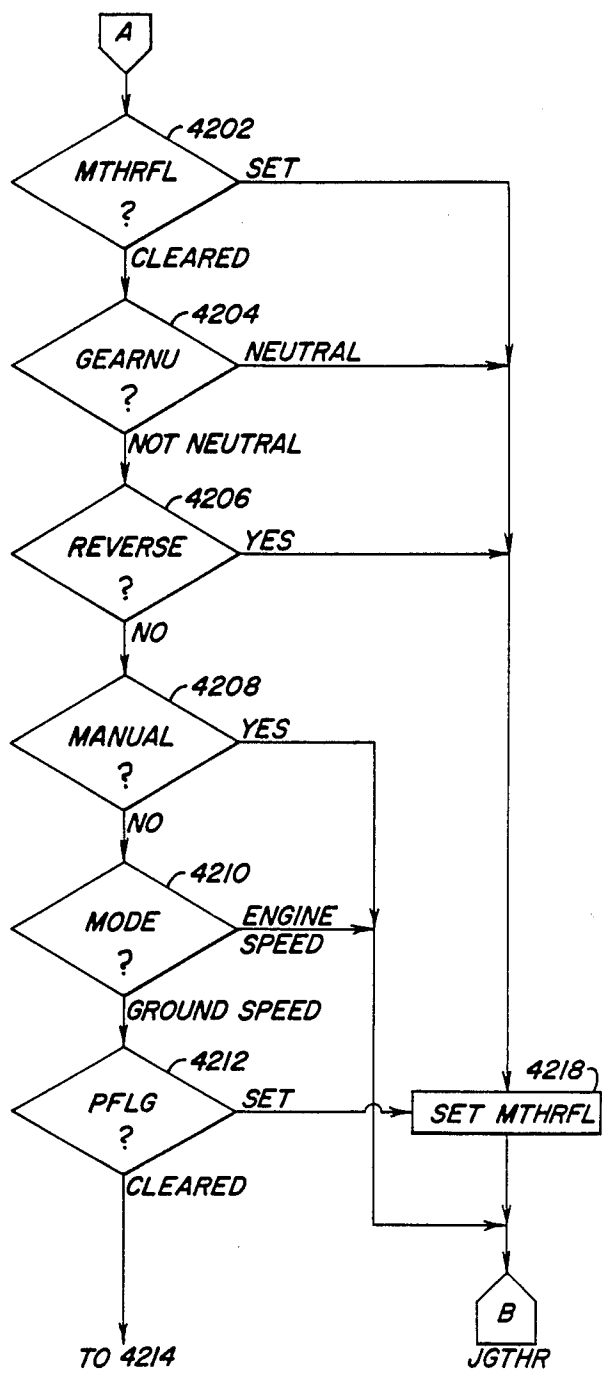 A
4202
MTHRFL
?
SET
CLEARED
4204
GEARNU
?
NEUTRAL
NOT NEUTRAL
4206
REVERSE
?
YES
NO
4208
MANUAL
?
YES
NO
4210
MODE
?
ENGINE
SPEED
GROUND SPEED
4212
PFLG
?
SET
4218
SET MTHRFL
CLEARED
TO 4214
B
JGTHR